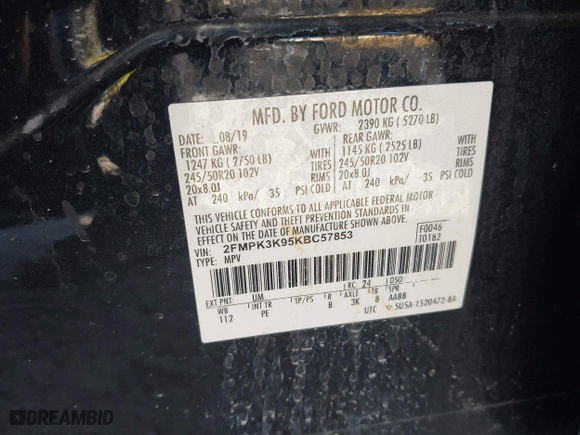 MFD. BY FORD MOTOR CO.
DATE: 08/19 GVWR: 2390 KG ( 5270 LB)
FRONT GAWR: REAR GAWR:
1247 KG ( 2750 LB) 1145 KG ( 2525 LB)
245/50R20 102V TIRES 245/50R20 102V TIRES
20x8.0J RIMS 20x8.0J RIMS
AT 240 kPa/ 35 PSI COLD AT 240 kPa/ 35 PSI COLD
THIS VEHICLE CONFORMS TO ALL APPLICABLE FEDERAL MOTOR
VEHICLE SAFETY AND THEFT PREVENTION STANDARDS IN
EFFECT ON THE DATE OF MANUFACTURE SHOWN ABOVE.
VIN: 2FMPK3K95KBC57853 F0046
TYPE: MPV T0182
EXT PNT: UM RC: 24 DSO:
WB INT TR TP/PS R AXLE TR SPR
112 PE B 3K 8 AABB
UTC 5USA-1520472-BA
DREAMBID